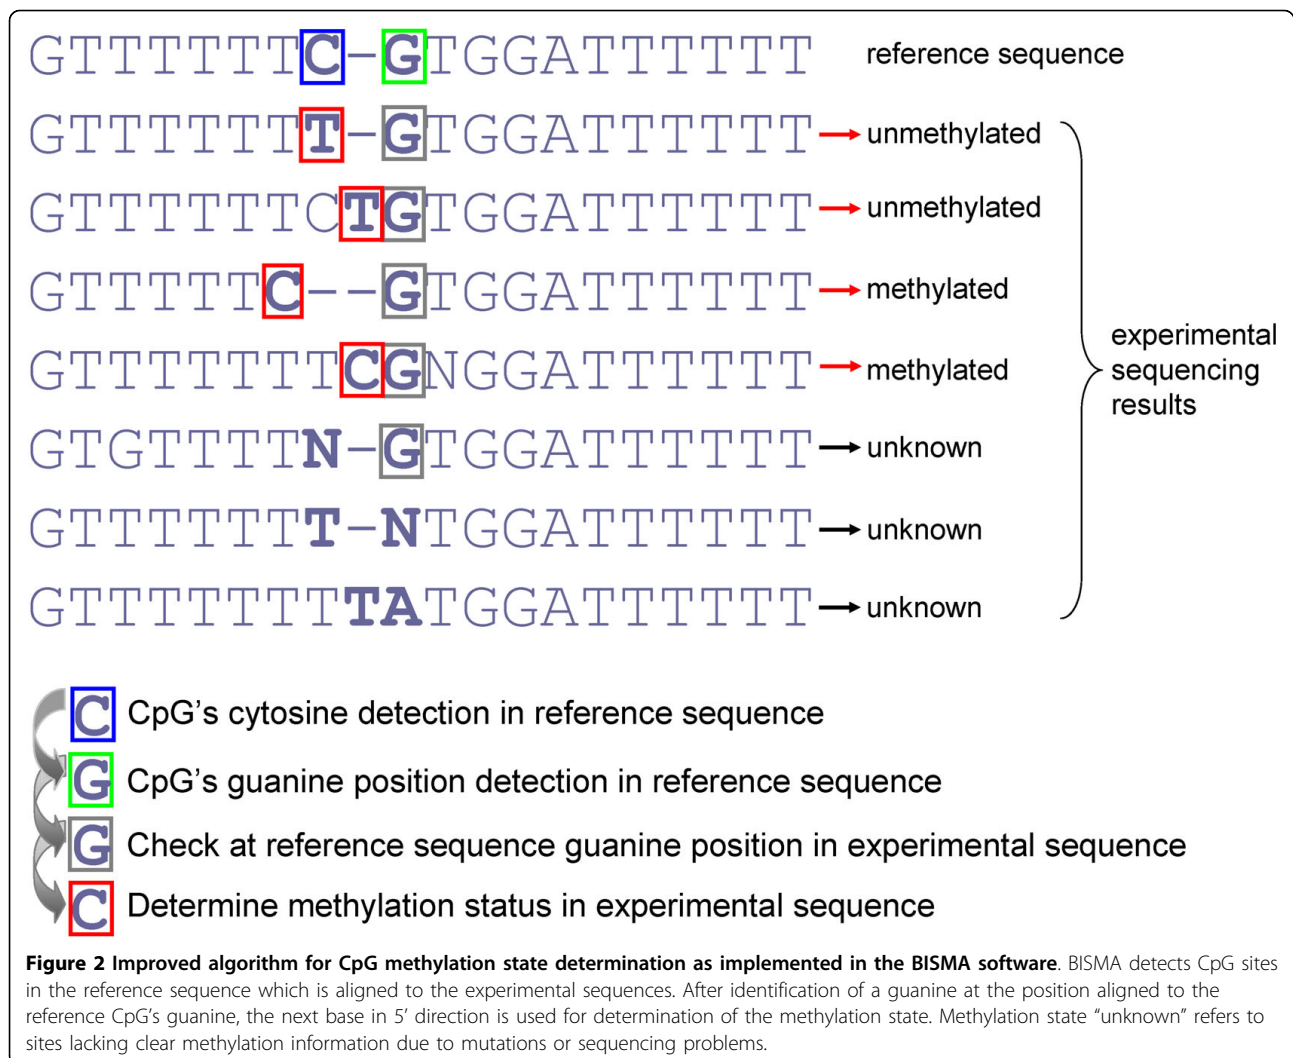 GTTTTTTC–GTGGATTTTTT reference sequence
GTTTTTTT–GTGGATTTTTT unmethylated
GTTTTTTCTGTGGATTTTTT unmethylated
GTTTTTC––GTGGATTTTTT methylated
GTTTTTTTCGNGGATTTTTT methylated
GTGTTTTN–GTGGATTTTTT unknown
GTTTTTTT–NTGGATTTTTT unknown
GTTTTTTTTATGGATTTTTT unknown
experimental
sequencing
results
C CpG's cytosine detection in reference sequence
G CpG's guanine position detection in reference sequence
G Check at reference sequence guanine position in experimental sequence
C Determine methylation status in experimental sequence
Figure 2 Improved algorithm for CpG methylation state determination as implemented in the BISMA software. BISMA detects CpG sites
in the reference sequence which is aligned to the experimental sequences. After identification of a guanine at the position aligned to the
reference CpG's guanine, the next base in 5′ direction is used for determination of the methylation state. Methylation state "unknown" refers to
sites lacking clear methylation information due to mutations or sequencing problems.